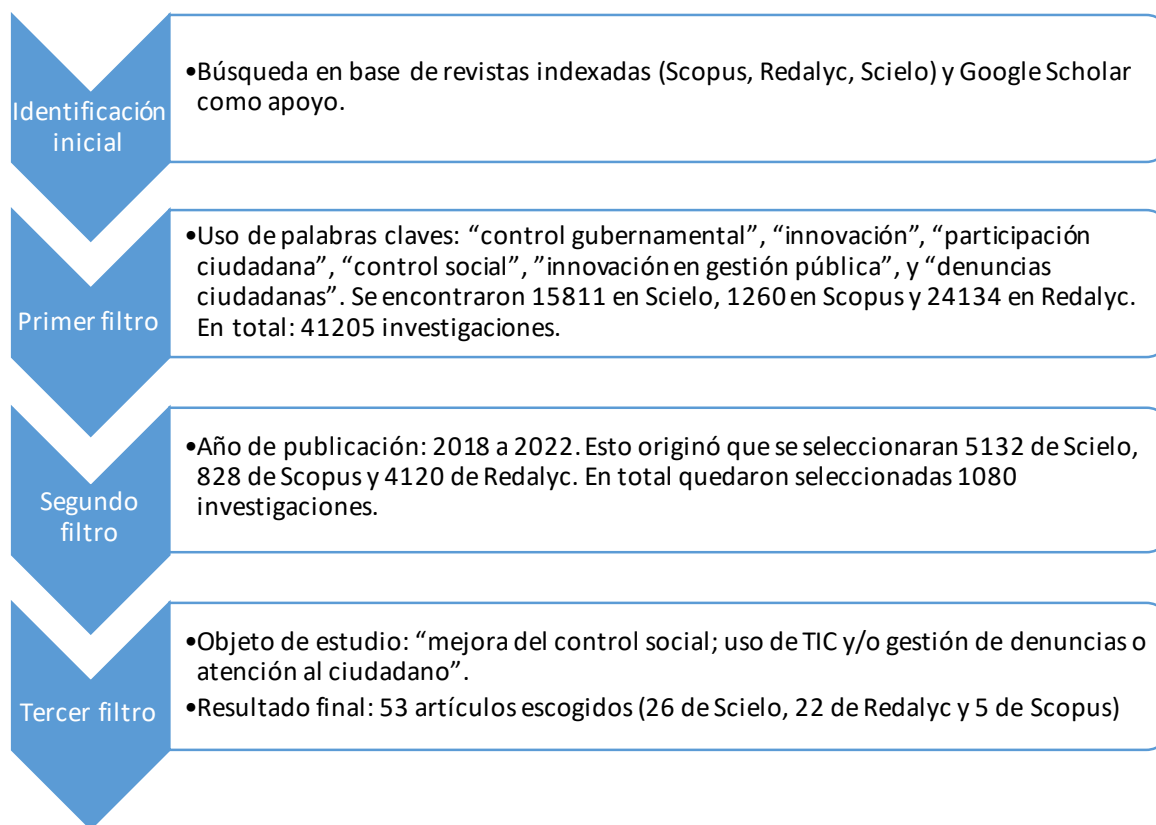 Identificación
inicial
•Búsqueda en base de revistas indexadas (Scopus, Redalyc, Scielo) y Google Scholar
como apoyo.
Primer filtro
•Uso de palabras claves: “control gubernamental”, “innovación”, “participación
ciudadana”, “control social”, ”innovación en gestión pública”, y “denuncias
ciudadanas”. Se encontraron 15811 en Scielo, 1260 en Scopus y 24134 en Redalyc.
En total: 41205 investigaciones.
Segundo
filtro
•Año de publicación: 2018 a 2022. Esto originó que se seleccionaran 5132 de Scielo,
828 de Scopus y 4120 de Redalyc. En total quedaron seleccionadas 1080
investigaciones.
Tercer filtro
•Objeto de estudio: “mejora del control social; uso de TIC y/o gestión de denuncias o
atención al ciudadano”.
•Resultado final: 53 artículos escogidos (26 de Scielo, 22 de Redalyc y 5 de Scopus)